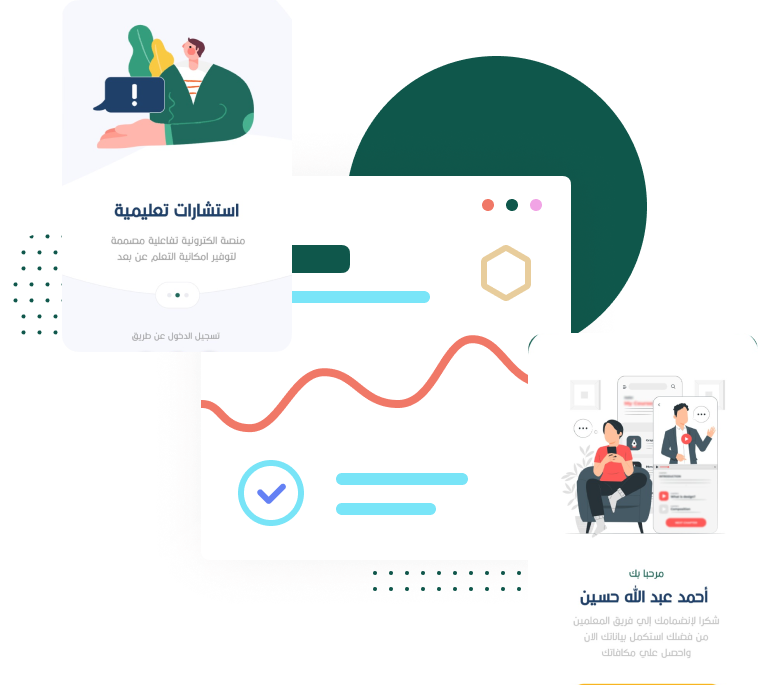 استشارات تعليمية
منصة الكترونية تفاعلية مصممة
لتوفير امكانية التعلم عن بعد
تسجيل الدخول عن طريق
مرحبا بك
أحمد عبد الله حسين
شكرا لإنضمامك إلي فريق المعلمين
من فضلك استكمل بياناتك الان
واحصل علي مكافاتك